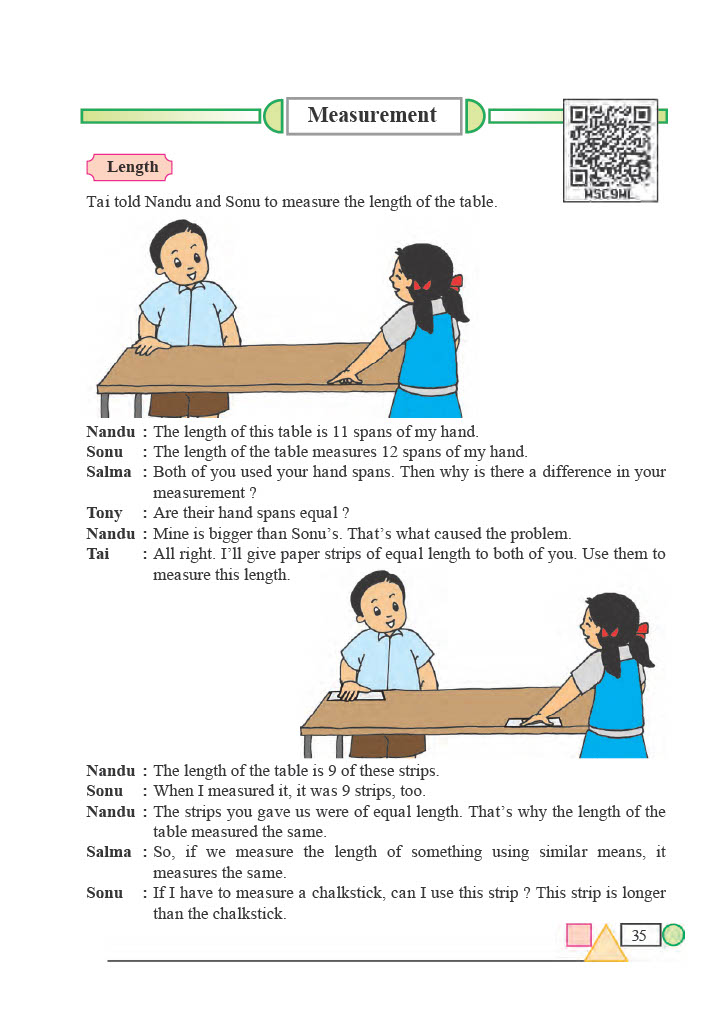 Measurement
Length
Tai told Nandu and Sonu to measure the length of the table.
Nandu : The length of this table is 11 spans of my hand.
Sonu : The length of the table measures 12 spans of my hand.
Salma : Both of you used your hand spans. Then why is there a difference in your
measurement ?
Tony : Are their hand spans equal ?
Nandu : Mine is bigger than Sonu's. That's what caused the problem.
Tai : All right. I'll give paper strips of equal length to both of you. Use them to
measure this length.
Nandu : The length of the table is 9 of these strips.
Sonu : When I measured it, it was 9 strips, too.
Nandu : The strips you gave us were of equal length. That's why the length of the
table measured the same.
Salma : So, if we measure the length of something using similar means, it
measures the same.
Sonu : If I have to measure a chalkstick, can I use this strip ? This strip is longer
than the chalkstick.
35